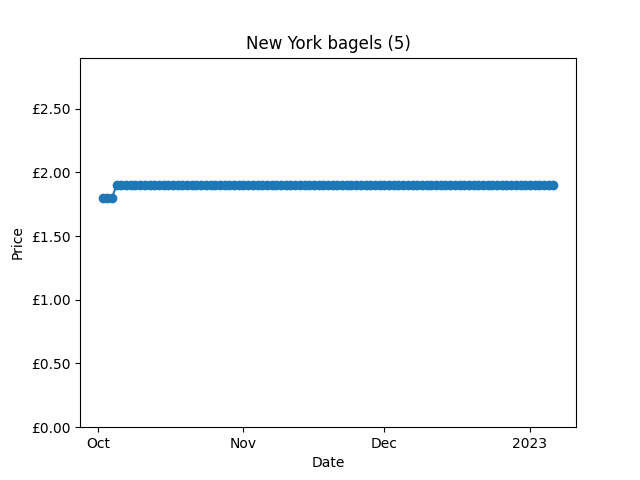 New York bagels (5)
£2.50
£2.00
£1.50
£1.00
£0.50
£0.00
Price
Oct Nov Dec 2023
Date